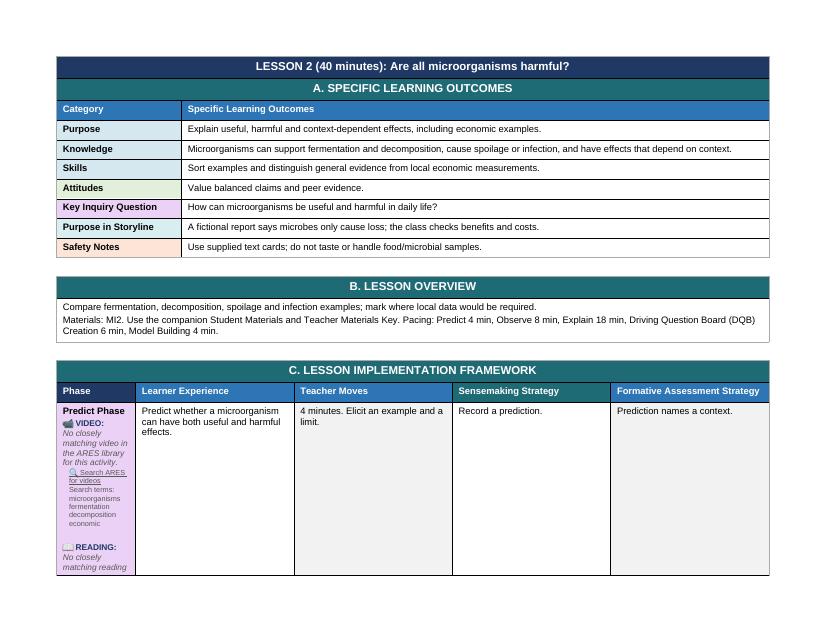 LESSON 2 (40 minutes): Are all microorganisms harmful?
A. SPECIFIC LEARNING OUTCOMES
Category Specific Learning Outcomes
Purpose Explain useful, harmful and context-dependent effects, including economic examples.
Knowledge Microorganisms can support fermentation and decomposition, cause spoilage or infection, and have effects that depend on context.
Skills Sort examples and distinguish general evidence from local economic measurements.
Attitudes Value balanced claims and peer evidence.
Key Inquiry Question How can microorganisms be useful and harmful in daily life?
Purpose in Storyline A fictional report says microbes only cause loss; the class checks benefits and costs.
Safety Notes Use supplied text cards; do not taste or handle food/microbial samples.
B. LESSON OVERVIEW
Compare fermentation, decomposition, spoilage and infection examples; mark where local data would be required.
Materials: MI2. Use the companion Student Materials and Teacher Materials Key. Pacing: Predict 4 min, Observe 8 min, Explain 18 min, Driving Question Board (DQB)
Creation 6 min, Model Building 4 min.
C. LESSON IMPLEMENTATION FRAMEWORK
Phase Learner Experience Teacher Moves Sensemaking Strategy Formative Assessment Strategy
Predict Phase
VIDEO:
No closely
matching video in
the ARES library
for this activity.
Search ARES
for videos
Search terms:
microorganisms
fermentation
decomposition
economic
READING:
No closely
matching reading
Predict whether a microorganism
can have both useful and harmful
effects.
4 minutes. Elicit an example and a
limit.
Record a prediction.
Prediction names a context.